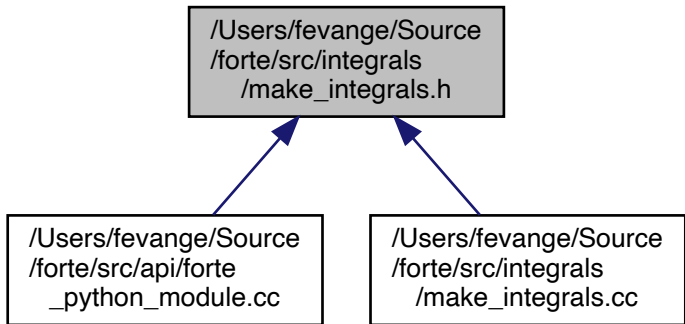 /Users/fevange/Source
/forte/src/integrals
/make_integrals.h
/Users/fevange/Source
/forte/src/api/forte
_python_module.cc
/Users/fevange/Source
/forte/src/integrals
/make_integrals.cc